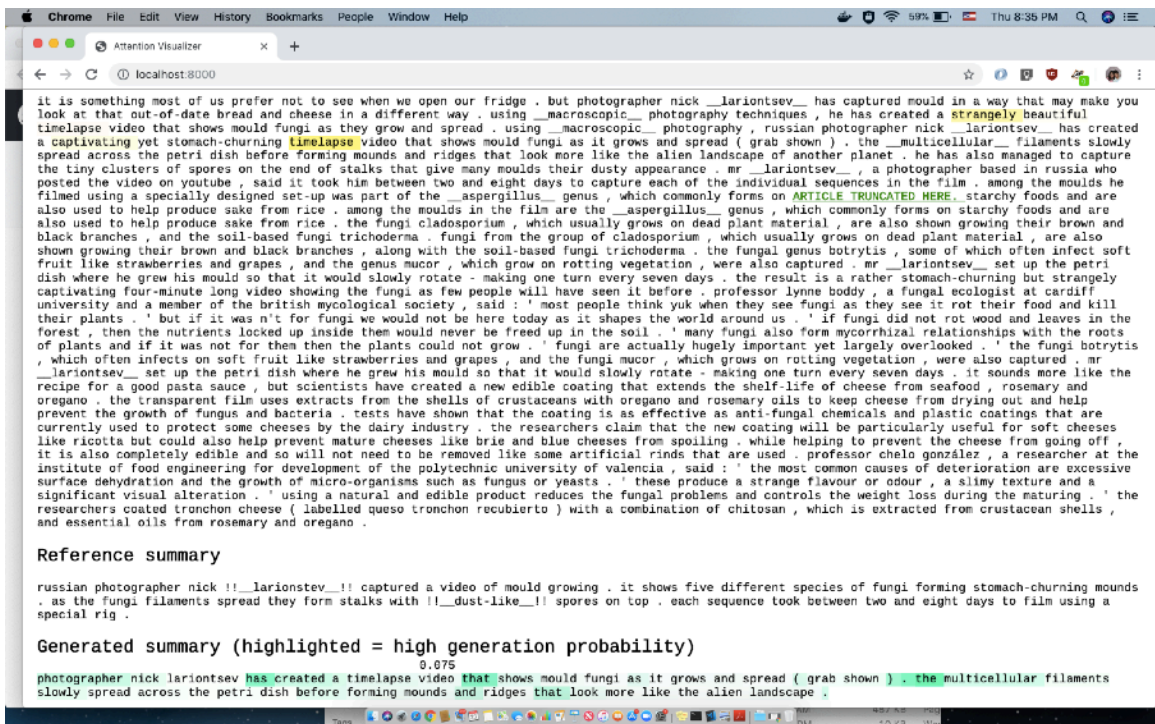 Chrome File Edit View History Bookmarks People Window Help 59% Thu 8:35 PM
Attention Visualizer
localhost:8000
it is something most of us prefer not to see when we open our fridge . but photographer nick __lariontsev__ has captured mould in a way that may make you
look at that out-of-date bread and cheese in a different way . using __macroscopic__ photography techniques , he has created a strangely beautiful
timelapse video that shows mould fungi as they grow and spread . using __macroscopic__ photography , russian photographer nick __lariontsev__ has created
a captivating yet stomach-churning timelapse video that shows mould fungi as it grows and spread ( grab shown ) . the __multicellular__ filaments slowly
spread across the petri dish before forming mounds and ridges that look more like the alien landscape of another planet . he has also managed to capture
the tiny clusters of spores on the end of stalks that give many moulds their dusty appearance . mr __lariontsev__ , a photographer based in russia who
posted the video on youtube , said it took him between two and eight days to capture each of the individual sequences in the film . among the moulds he
filmed using a specially designed set-up was part of the __aspergillus__ genus , which commonly forms on ARTICLE TRUNCATED HERE. starchy foods and are
also used to help produce sake from rice . among the moulds in the film are the __aspergillus__ genus , which commonly forms on starchy foods and are
also used to help produce sake from rice . the fungi cladosporium , which usually grows on dead plant material , are also shown growing their brown and
black branches , and the soil-based fungi trichoderma . fungi from the group of cladosporium , which usually grows on dead plant material , are also
shown growing their brown and black branches , along with the soil-based fungi trichoderma . the fungal genus botrytis , some of which often infect soft
fruit like strawberries and grapes , and the genus mucor , which grow on rotting vegetation , were also captured . mr __lariontsev__ set up the petri
dish where he grew his mould so that it would slowly rotate - making one turn every seven days . the result is a rather stomach-churning but strangely
captivating four-minute long video showing the fungi as few people will have seen it before . professor lynne boddy , a fungal ecologist at cardiff
university and a member of the british mycological society , said : ' most people think yuk when they see fungi as they see it rot their food and kill
their plants . ' but if it was n't for fungi we would not be here today as it shapes the world around us . ' if fungi did not rot wood and leaves in the
forest , then the nutrients locked up inside them would never be freed up in the soil . ' many fungi also form mycorrhizal relationships with the roots
of plants and if it was not for them then the plants could not grow . ' fungi are actually hugely important yet largely overlooked . ' the fungi botrytis
, which often infects on soft fruit like strawberries and grapes , and the fungi mucor , which grows on rotting vegetation , were also captured . mr
__lariontsev__ set up the petri dish where he grew his mould so that it would slowly rotate - making one turn every seven days . it sounds more like the
recipe for a good pasta sauce , but scientists have created a new edible coating that extends the shelf-life of cheese from seafood , rosemary and
oregano . the transparent film uses extracts from the shells of crustaceans with oregano and rosemary oils to keep cheese from drying out and help
prevent the growth of fungus and bacteria . tests have shown that the coating is as effective as anti-fungal chemicals and plastic coatings that are
currently used to protect some cheeses by the dairy industry . the researchers claim that the new coating will be particularly useful for soft cheeses
like ricotta but could also help prevent mature cheeses like brie and blue cheeses from spoiling . while helping to prevent the cheese from going off ,
it is also completely edible and so will not need to be removed like some artificial rinds that are used . professor chelo gonzález , a researcher at the
institute of food engineering for development of the polytechnic university of valencia , said : ' the most common causes of deterioration are excessive
surface dehydration and the growth of micro-organisms such as fungus or yeasts . ' these produce a strange flavour or odour , a slimy texture and a
significant visual alteration . ' using a natural and edible product reduces the fungal problems and controls the weight loss during the maturing . ' the
researchers coated tronchon cheese ( labelled queso tronchon recubierto ) with a combination of chitosan , which is extracted from crustacean shells ,
and essential oils from rosemary and oregano .
Reference summary
russian photographer nick !!__larionstev__!! captured a video of mould growing . it shows five different species of fungi forming stomach-churning mounds
. as the fungi filaments spread they form stalks with !!__dust-like__!! spores on top . each sequence took between two and eight days to film using a
special rig .
Generated summary (highlighted = high generation probability)
0.075
photographer nick lariontsev has created a timelapse video that shows mould fungi as it grows and spread ( grab shown ) . the multicellular filaments
slowly spread across the petri dish before forming mounds and ridges that look more like the alien landscape .